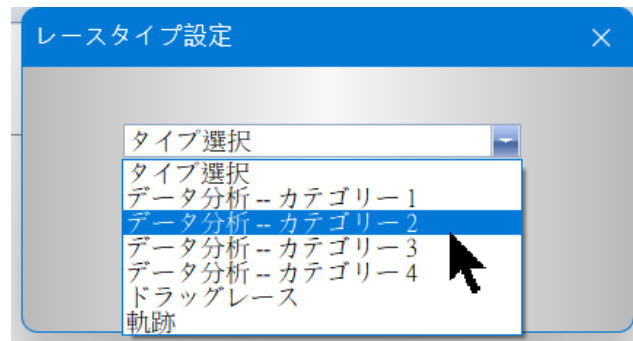 レースタイプ設定
タイプ選択
タイプ選択
データ分析 -- カテゴリー 1
データ分析 -- カテゴリー 2
データ分析 -- カテゴリー 3
データ分析 -- カテゴリー 4
ドラッグレース
軌跡